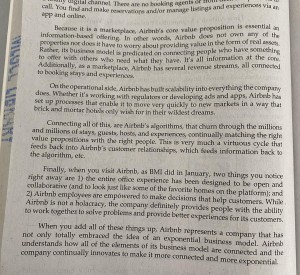 digital channel. There are no booking agents or
call. You find and make reservations and/or manage listings and experiences via an
app and online.
Because it is a marketplace, Airbnb's core value proposition is essential an
information-based offering. In other words, Airbnb does not own any of the
properties nor does it have to worry about providing value in the form of real assets.
Rather, its business model is predicated on connecting people who have something
to offer with others who need what they have. It's all information at the core.
Additionally, as a marketplace, Airbnb has several revenue streams, all connected
to booking stays and experiences.
On the operational side, Airbnb has built scalability into everything the company
does. Whether it is working with regulators or developing ads and apps, Airbnb has
set up processes that enable it to move very quickly to new markets in a way that
brick and mortar hotels only wish for in their wildest dreams.
Connecting all of this, are Airbnb's algorithms, that churn through the millions
and millions of stays, guests, hosts, and experiences, continually matching the right
value propositions with the right people. This is very much a virtuous cycle that
feeds back into Airbnb's customer relationships, which feeds information back to
the algorithm, etc.
Finally, when you visit Airbnb, as BMI did in January, two things you notice
right away are 1) the entire office experience has been designed to be open and
collaborative (and to look just like some of the favorite homes on the platform); and
2) Airbnb employees are empowered to make decisions that help customers. While
Airbnb is not a holacracy, the company definitely provides people with the ability
to work together to solve problems and provide better experiences for its customers.
When you add all of these things up, Airbnb represents a company that has
not only totally embraced the idea of an exponential business model. Airbnb
understands how all of the elements of its business model are connected and the
company continually innovates to make it more connected and more exponential.